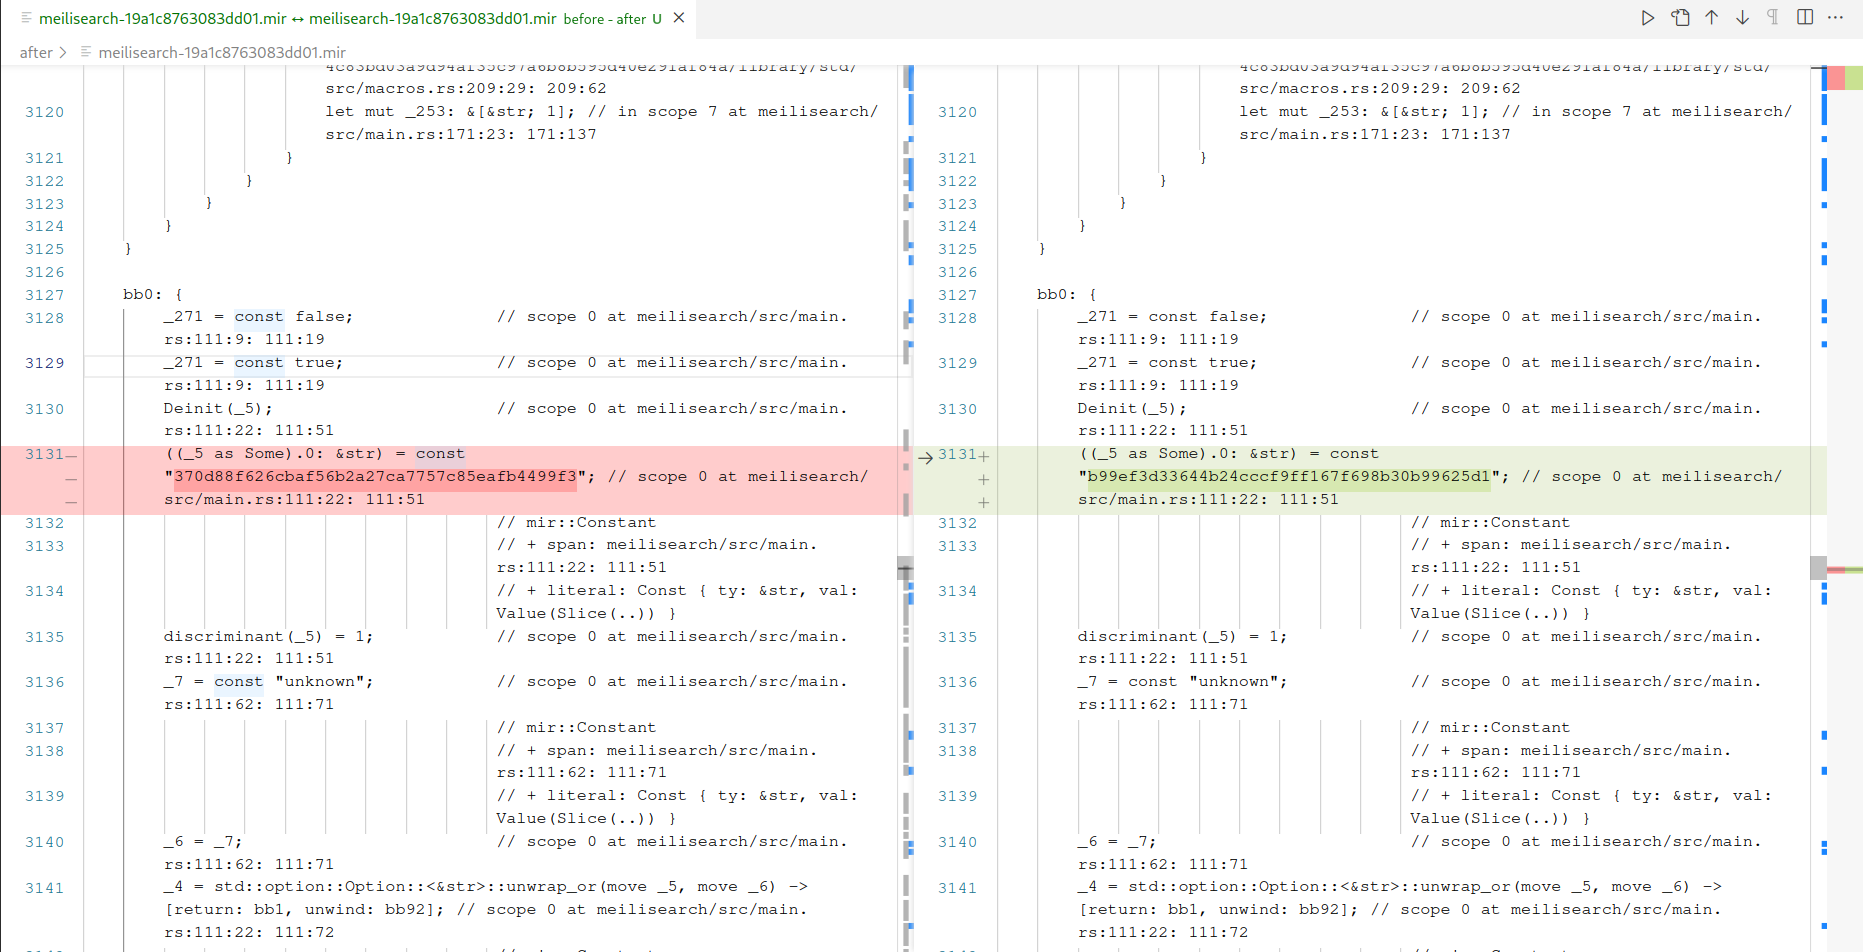 meilisearch-19a1c8763083dd01.mir ↔ meilisearch-19a1c8763083dd01.mir before - after U
after > meilisearch-19a1c8763083dd01.mir
4c83bd03a9d94af35c97a6b8b595d40e291af84a/library/std/
src/macros.rs:209:29: 209:62
3120 let mut _253: &[&str; 1]; // in scope 7 at meilisearch/
src/main.rs:171:23: 171:137
3121 }
3122 }
3123 }
3124 }
3125 }
3126
3127 bb0: {
3128 _271 = const false; // scope 0 at meilisearch/src/main.
rs:111:9: 111:19
3129 _271 = const true; // scope 0 at meilisearch/src/main.
rs:111:9: 111:19
3130 Deinit(_5); // scope 0 at meilisearch/src/main.
rs:111:22: 111:51
3131— ((_5 as Some).0: &str) = const
— "370d88f626cbaf56b2a27ca7757c85eafb4499f3"; // scope 0 at meilisearch/
— src/main.rs:111:22: 111:51
3132 // mir::Constant
3133 // + span: meilisearch/src/main.
rs:111:22: 111:51
3134 // + literal: Const { ty: &str, val:
Value(Slice(..)) }
3135 discriminant(_5) = 1; // scope 0 at meilisearch/src/main.
rs:111:22: 111:51
3136 _7 = const "unknown"; // scope 0 at meilisearch/src/main.
rs:111:62: 111:71
3137 // mir::Constant
3138 // + span: meilisearch/src/main.
rs:111:62: 111:71
3139 // + literal: Const { ty: &str, val:
Value(Slice(..)) }
3140 _6 = _7; // scope 0 at meilisearch/src/main.
rs:111:62: 111:71
3141 _4 = std::option::Option::<&str>::unwrap_or(move _5, move _6) ->
[return: bb1, unwind: bb92]; // scope 0 at meilisearch/src/main.
rs:111:22: 111:72
4c83bd03a9d94af35c97a6b8b595d40e291af84a/library/std/
src/macros.rs:209:29: 209:62
3120 let mut _253: &[&str; 1]; // in scope 7 at meilisearch/
src/main.rs:171:23: 171:137
3121 }
3122 }
3123 }
3124 }
3125 }
3126
3127 bb0: {
3128 _271 = const false; // scope 0 at meilisearch/src/main.
rs:111:9: 111:19
3129 _271 = const true; // scope 0 at meilisearch/src/main.
rs:111:9: 111:19
3130 Deinit(_5); // scope 0 at meilisearch/src/main.
rs:111:22: 111:51
→3131+ ((_5 as Some).0: &str) = const
+ "b99ef3d33644b24cccf9ff167f698b30b99625d1"; // scope 0 at meilisearch/
+ src/main.rs:111:22: 111:51
3132 // mir::Constant
3133 // + span: meilisearch/src/main.
rs:111:22: 111:51
3134 // + literal: Const { ty: &str, val:
Value(Slice(..)) }
3135 discriminant(_5) = 1; // scope 0 at meilisearch/src/main.
rs:111:22: 111:51
3136 _7 = const "unknown"; // scope 0 at meilisearch/src/main.
rs:111:62: 111:71
3137 // mir::Constant
3138 // + span: meilisearch/src/main.
rs:111:62: 111:71
3139 // + literal: Const { ty: &str, val:
Value(Slice(..)) }
3140 _6 = _7; // scope 0 at meilisearch/src/main.
rs:111:62: 111:71
3141 _4 = std::option::Option::<&str>::unwrap_or(move _5, move _6) ->
[return: bb1, unwind: bb92]; // scope 0 at meilisearch/src/main.
rs:111:22: 111:72